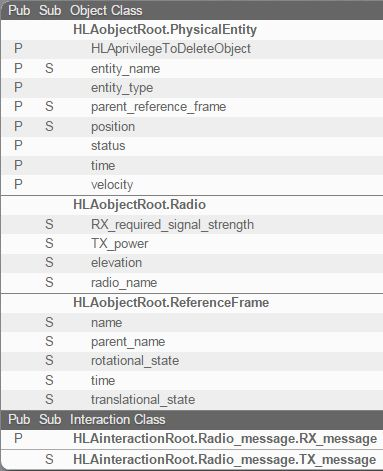 Pub Sub Object Class
HLAobjectRoot.PhysicalEntity
P HLAprivilegeToDeleteObject
P S entity_name
P entity_type
P S parent_reference_frame
P S position
P status
P time
P velocity
HLAobjectRoot.Radio
S RX_required_signal_strength
S TX_power
S elevation
S radio_name
HLAobjectRoot.ReferenceFrame
S name
S parent_name
S rotational_state
S time
S translational_state
Pub Sub Interaction Class
P HLAinteractionRoot.Radio_message.RX_message
S HLAinteractionRoot.Radio_message.TX_message